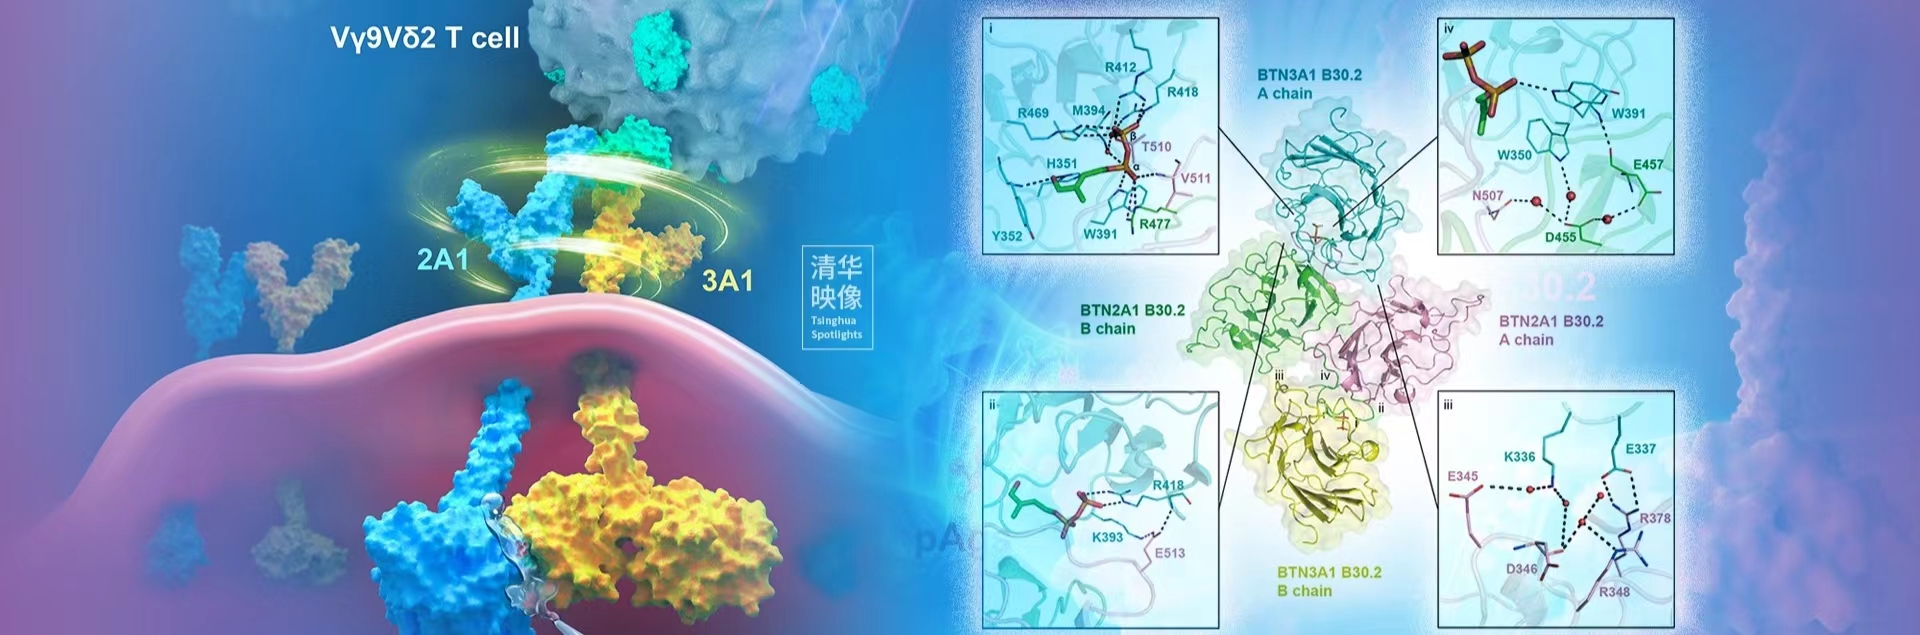 Vγ9Vδ2 T cell
2A1
3A1
清华
映像
Tsinghua
Spotlights
i
R412
R418
R469
M394
β
T510
H351
α
V511
Y352
W391
R477
BTN3A1 B30.2
A chain
iv
W391
W350
E457
N507
D455
BTN2A1 B30.2
B chain
BTN2A1 B30.2
A chain
iii
iv
ii
ii
R418
K393
E513
BTN3A1 B30.2
B chain
iii
K336
E337
E345
R378
D346
R348